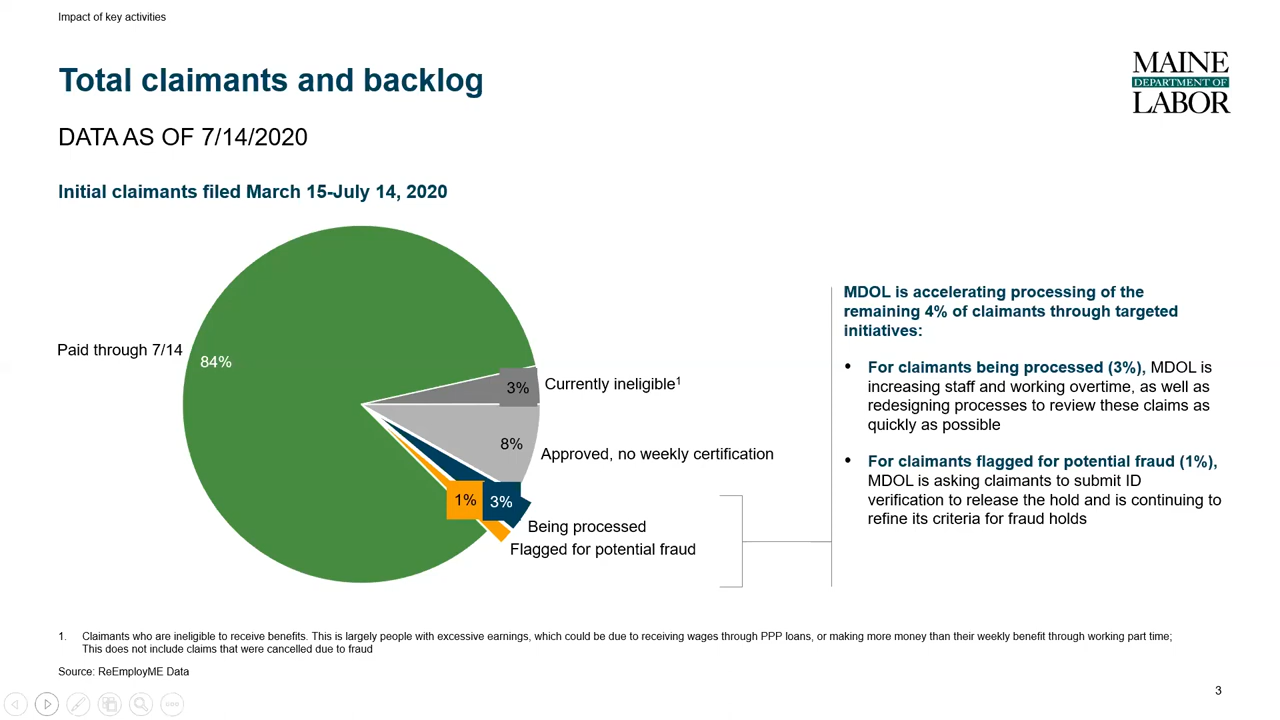 Impact of key activities
Total claimants and backlog
MAINE
DEPARTMENT OF
LABOR
DATA AS OF 7/14/2020
Initial claimants filed March 15-July 14, 2020
Paid through 7/14
84%
3%
Currently ineligible¹
8%
Approved, no weekly certification
1%
3%
Being processed
Flagged for potential fraud
MDOL is accelerating processing of the
remaining 4% of claimants through targeted
initiatives:
• For claimants being processed (3%), MDOL is
increasing staff and working overtime, as well as
redesigning processes to review these claims as
quickly as possible
• For claimants flagged for potential fraud (1%),
MDOL is asking claimants to submit ID
verification to release the hold and is continuing to
refine its criteria for fraud holds
1. Claimants who are ineligible to receive benefits. This is largely people with excessive earnings, which could be due to receiving wages through PPP loans, or making more money than their weekly benefit through working part time;
This does not include claims that were cancelled due to fraud
Source: ReEmployME Data
3